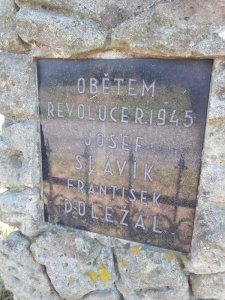 OBĚTEM
REVOLUCE R.1945
JOSEF
SLAVÍK
FRANTIŠEK
DOLEŽAL